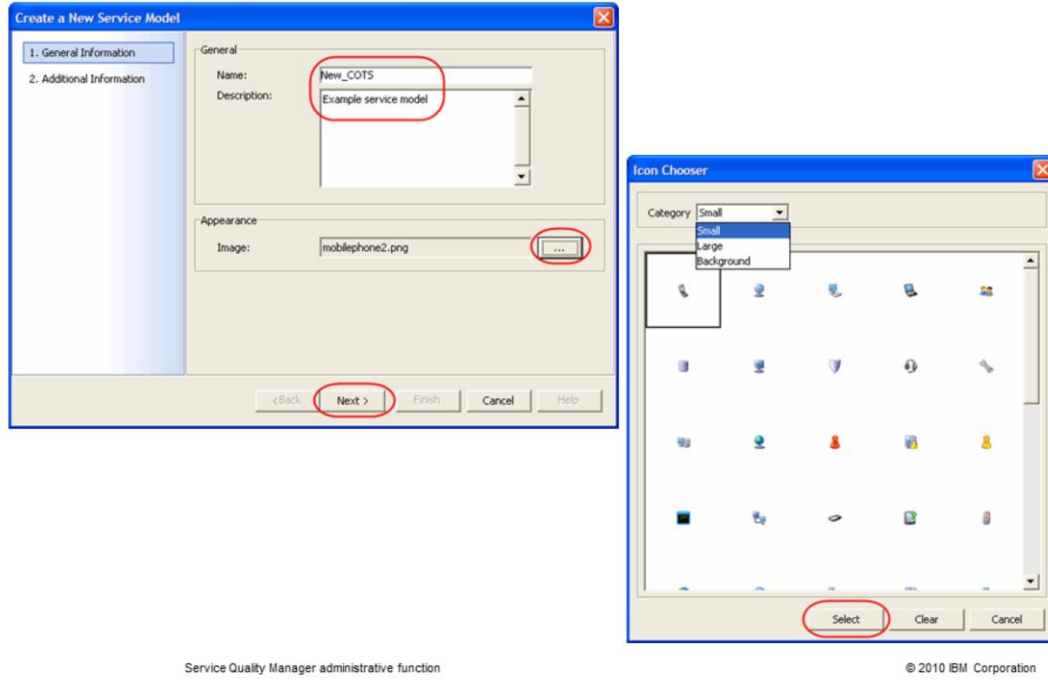 Create a New Service Model
1. General Information
2. Additional Information
General
Name:
New_COTS
Description:
Example service model
Appearance
Image:
mobilephone2.png
...
<Back
Next >
Finish
Cancel
Help
Icon Chooser
Category
Small
Small
Large
Background
Select
Clear
Cancel
Service Quality Manager administrative function
© 2010 IBM Corporation